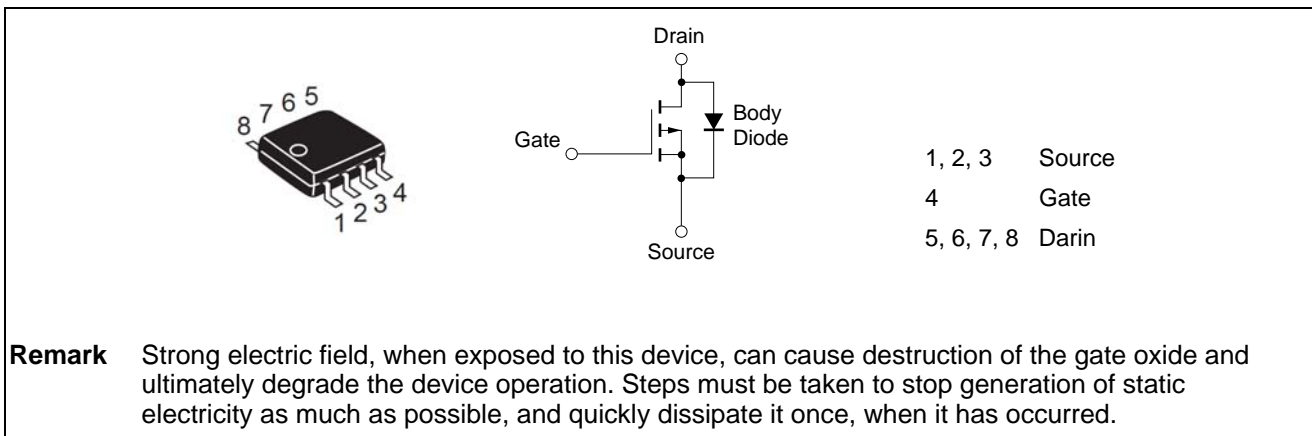 8 7 6 5
1 2 3 4
Drain
Gate
Body
Diode
Source
1, 2, 3 Source
4 Gate
5, 6, 7, 8 Darin
Remark Strong electric field, when exposed to this device, can cause destruction of the gate oxide and
ultimately degrade the device operation. Steps must be taken to stop generation of static
electricity as much as possible, and quickly dissipate it once, when it has occurred.